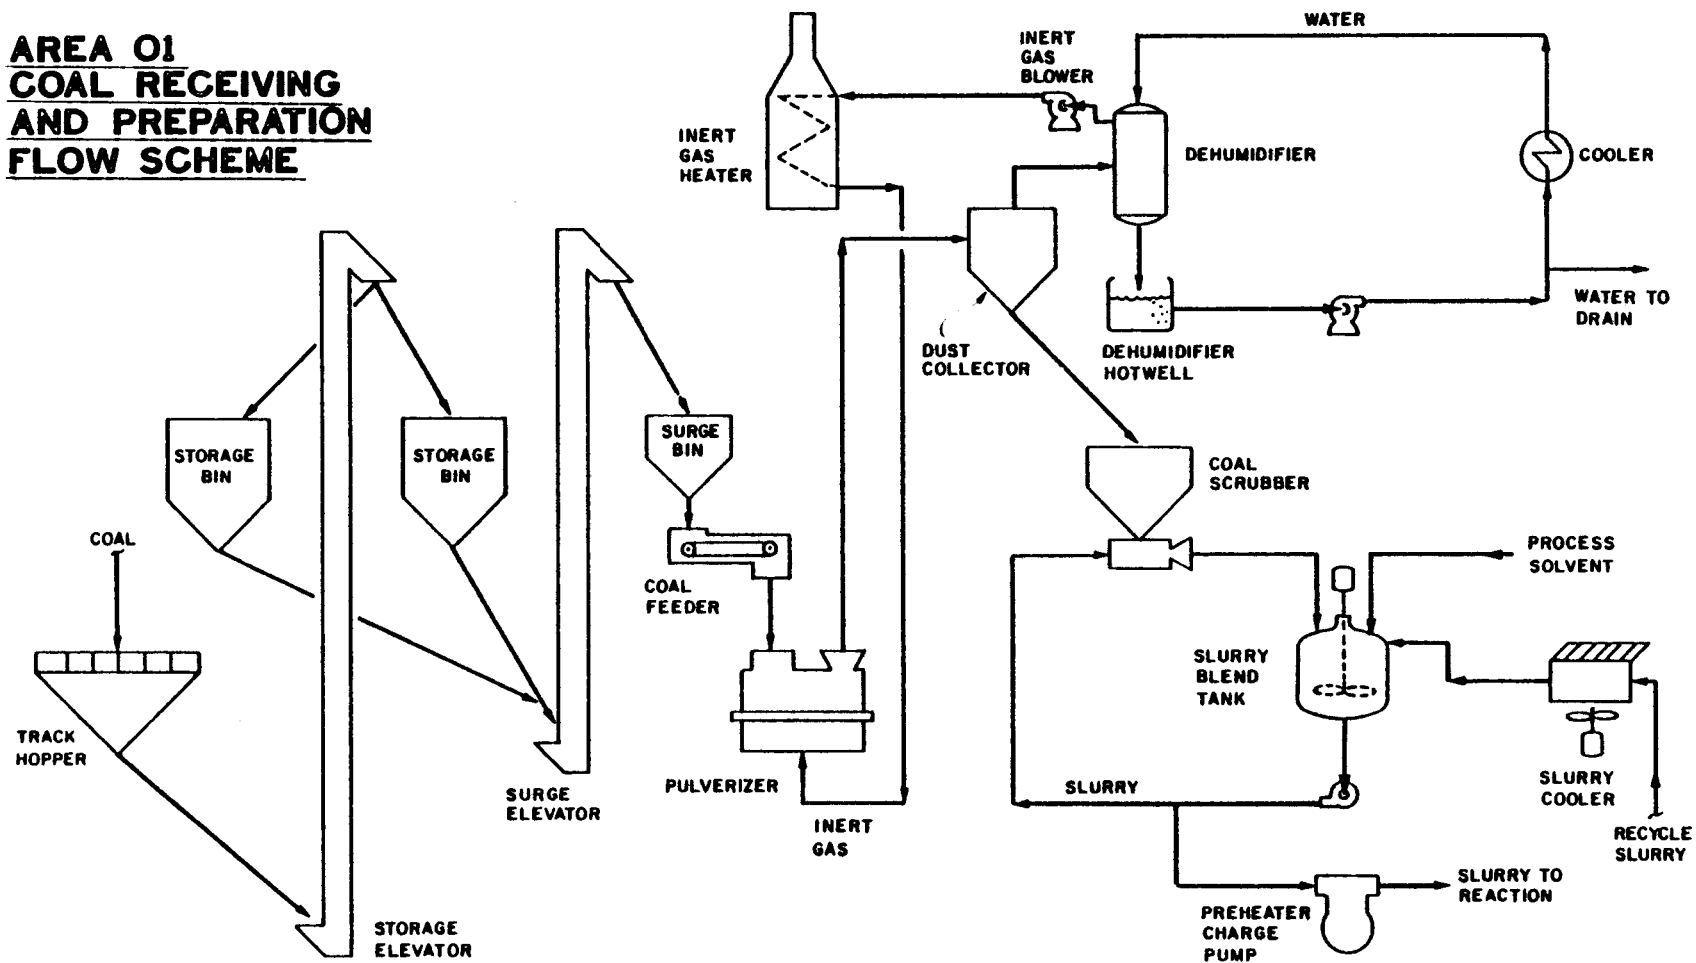 AREA 01
COAL RECEIVING
AND PREPARATION
FLOW SCHEME
WATER
INERT
GAS
BLOWER
INERT
GAS
HEATER
DEHUMIDIFIER
COOLER
WATER TO
DRAIN
DUST
COLLECTOR
DEHUMIDIFIER
HOTWELL
STORAGE
BIN
STORAGE
BIN
SURGE
BIN
COAL
SCRUBBER
COAL
COAL
FEEDER
PROCESS
SOLVENT
SLURRY
BLEND
TANK
TRACK
HOPPER
PULVERIZER
SURGE
ELEVATOR
INERT
GAS
SLURRY
SLURRY
COOLER
RECYCLE
SLURRY
SLURRY TO
REACTION
PREHEATER
CHARGE
PUMP
STORAGE
ELEVATOR